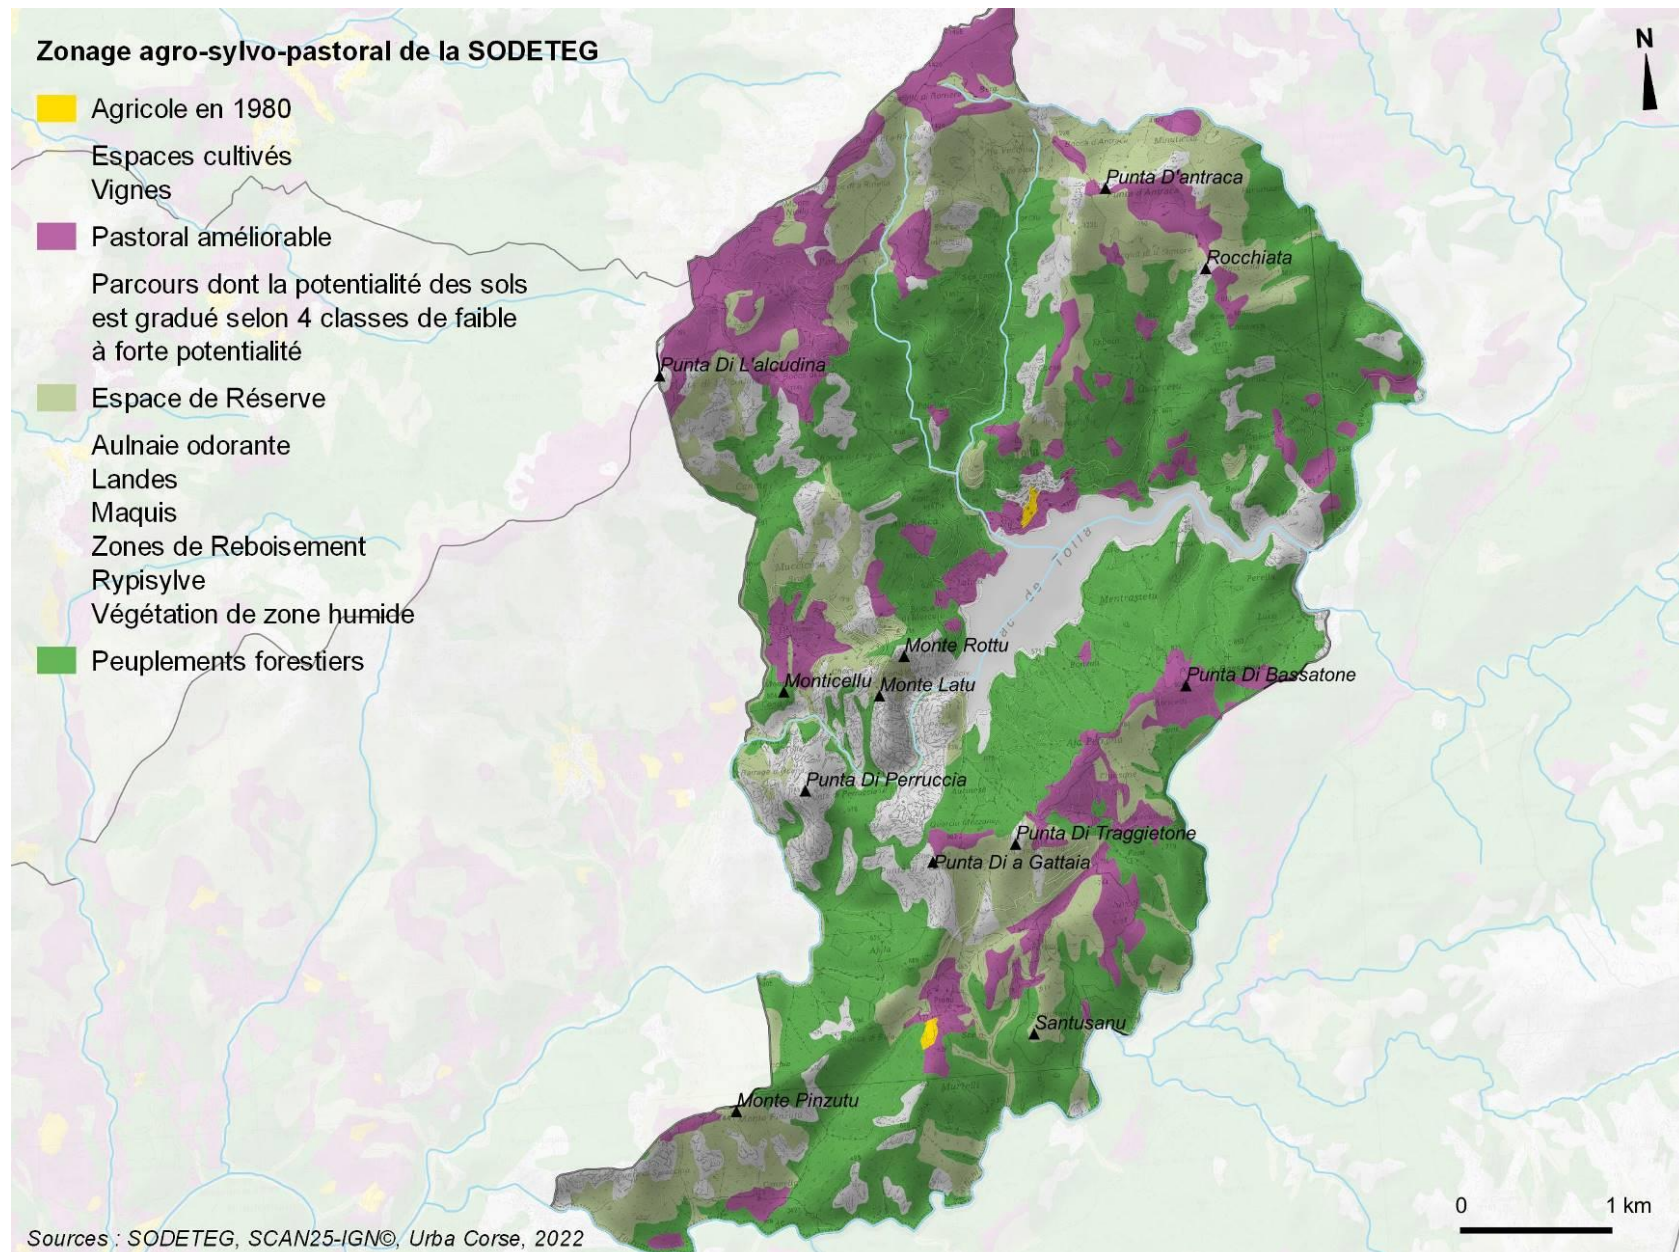 Zonage agro-sylvo-pastoral de la SODETEG
N
Agricole en 1980
Espaces cultivés
Vignes
Pastoral améliorable
Parcours dont la potentialité des sols
est gradué selon 4 classes de faible
à forte potentialité
Espace de Réserve
Aulnaie odorante
Landes
Maquis
Zones de Reboisement
Rypisylve
Végétation de zone humide
Peuplements forestiers
Punta D'antraca
Rocchiata
Punta Di L'alcudina
Tolla
Monte Rottu
Monticellu
Monte Latu
Punta Di Bassatone
Punta Di Perruccia
Punta Di Traggietone
Punta Di a Gattaia
Santusanu
Monte Pinzutu
0 1 km
Sources : SODETEG, SCAN25-IGN©, Urba Corse, 2022